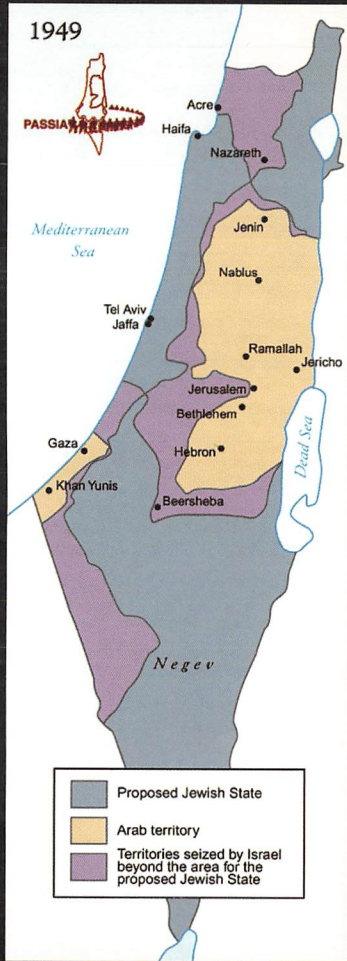 1949
PASSIA
Acre
Haifa
Nazareth
Mediterranean
Sea
Jenin
Nablus
Tel Aviv
Jaffa
Ramallah
Jericho
Jerusalem
Bethlehem
Gaza
Hebron
Dead Sea
Khan Yunis
Beersheba
Negev
Proposed Jewish State
Arab territory
Territories seized by Israel
beyond the area for the
proposed Jewish State